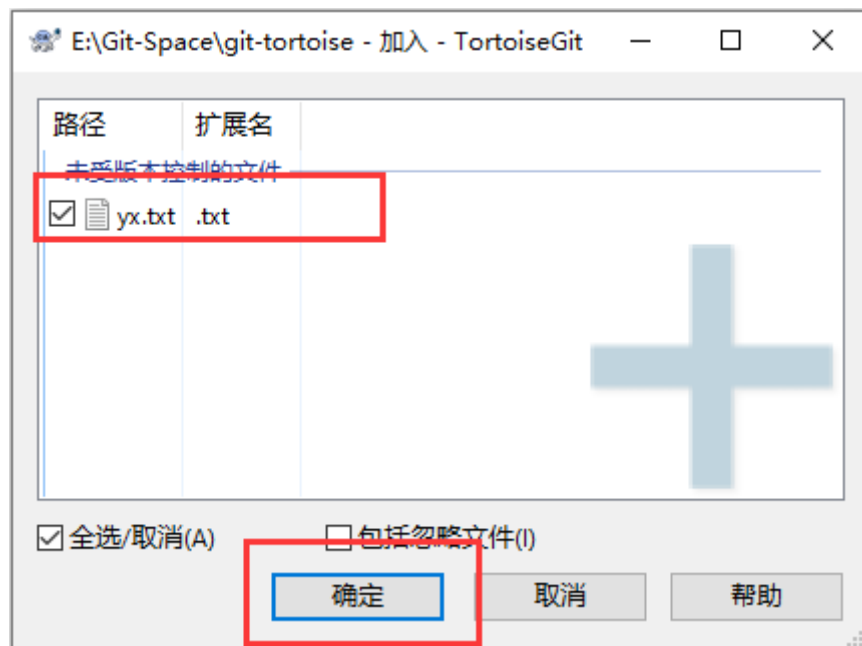 E:\Git-Space\git-tortoise - 加入 - TortoiseGit
路径 扩展名
未受版本控制的文件
yx.txt .txt
全选/取消(A) 包括忽略文件(I)
确定 取消 帮助